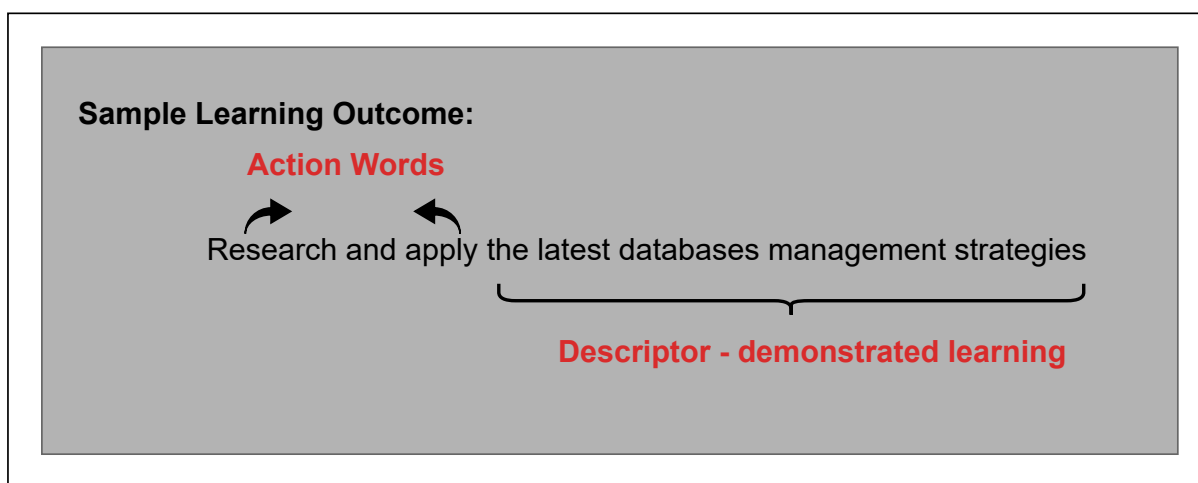 Sample Learning Outcome:
Action Words
Research and apply the latest databases management strategies
Descriptor - demonstrated learning